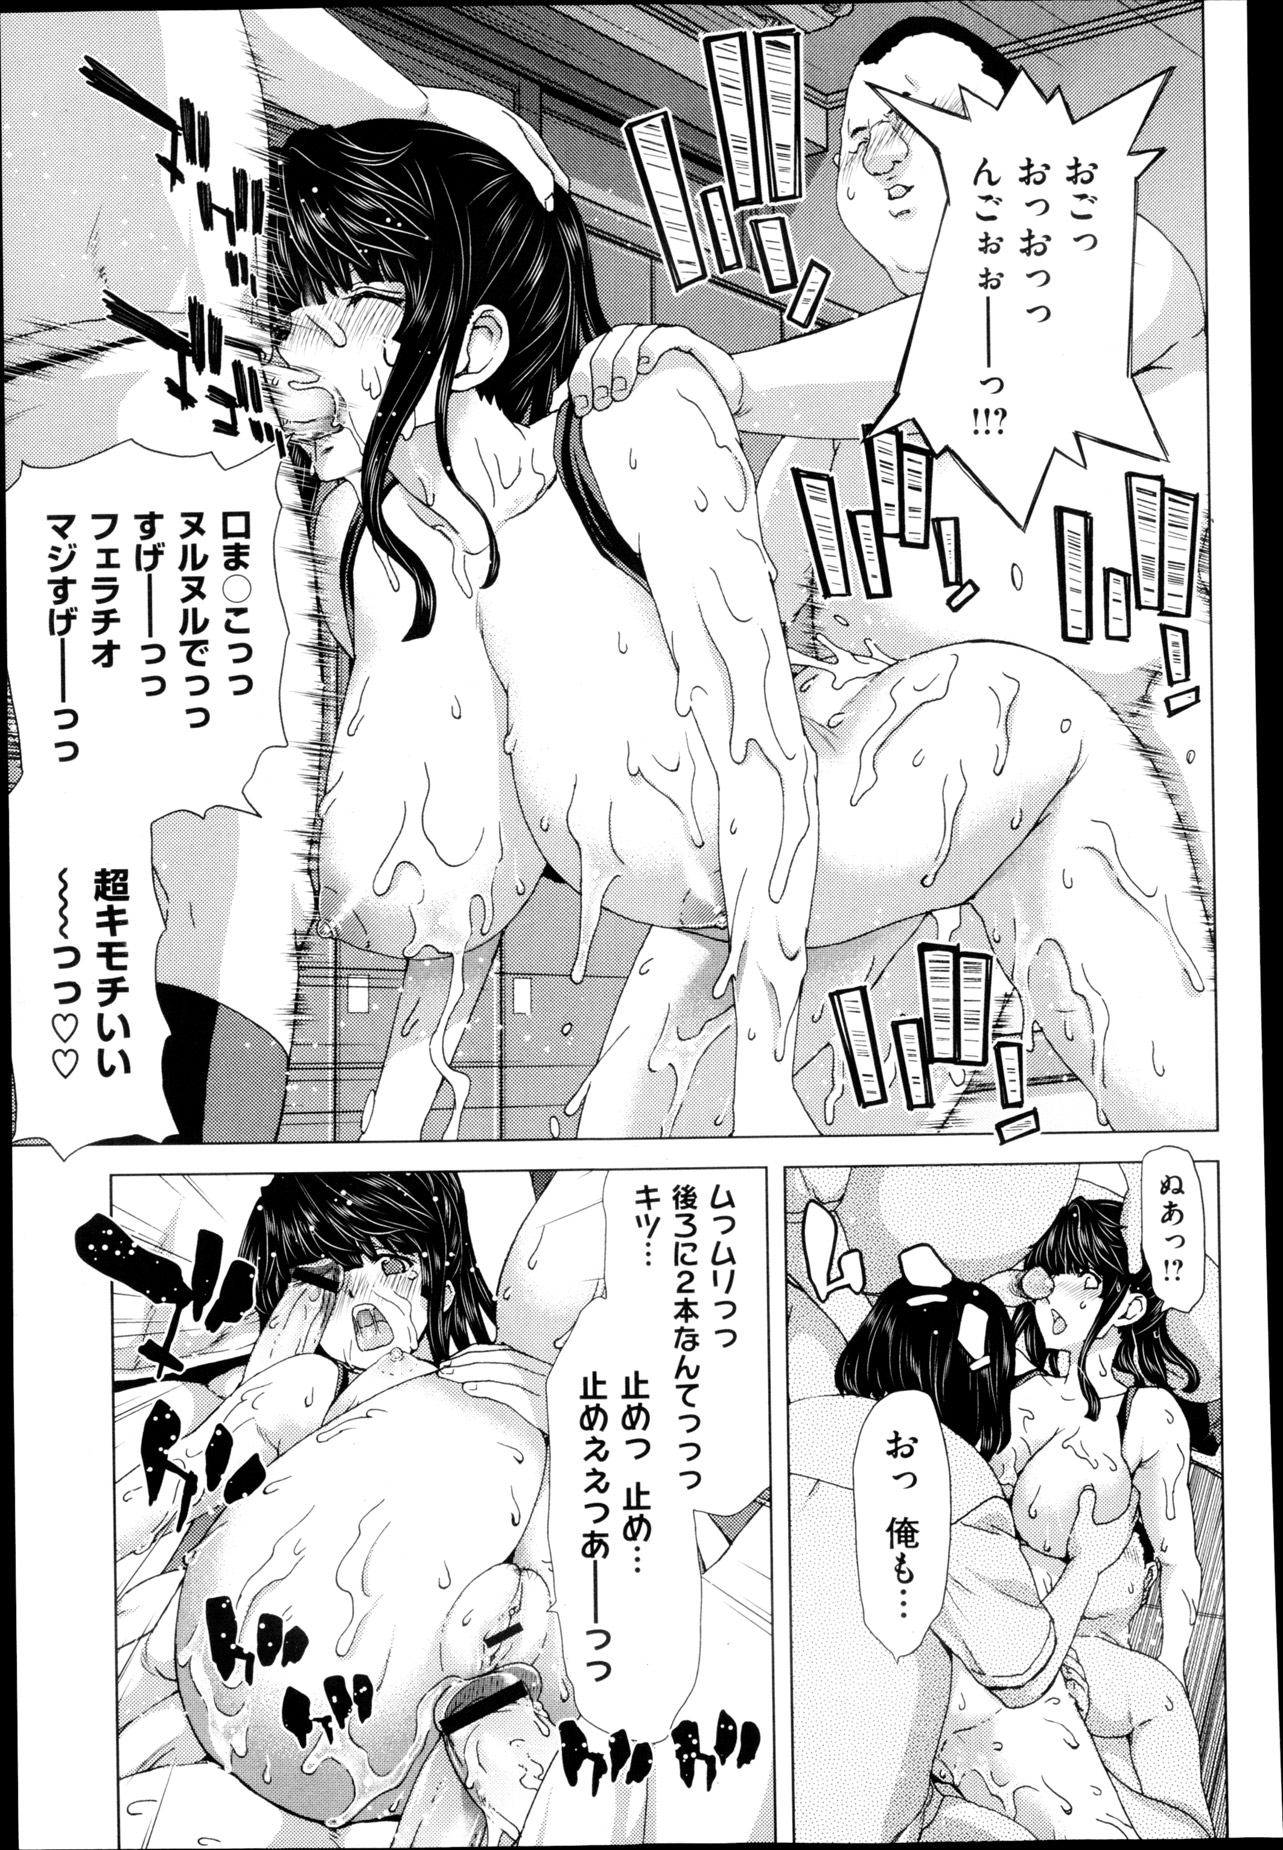 おごっ
おっおっっ
んごぉぉ――っ!!?
口ま○こっっ
ヌルヌルでっっ
すげ――っっ
フェラチオ
マジすげ――っっ
超キモチいい
～～～っっ♡♡
ぬあっ!?
おっ 俺も…
ムっムリっっ
後ろに2本なんてっっっ
キツ…
止めっ 止め…
止めぇぇっあ――っっ